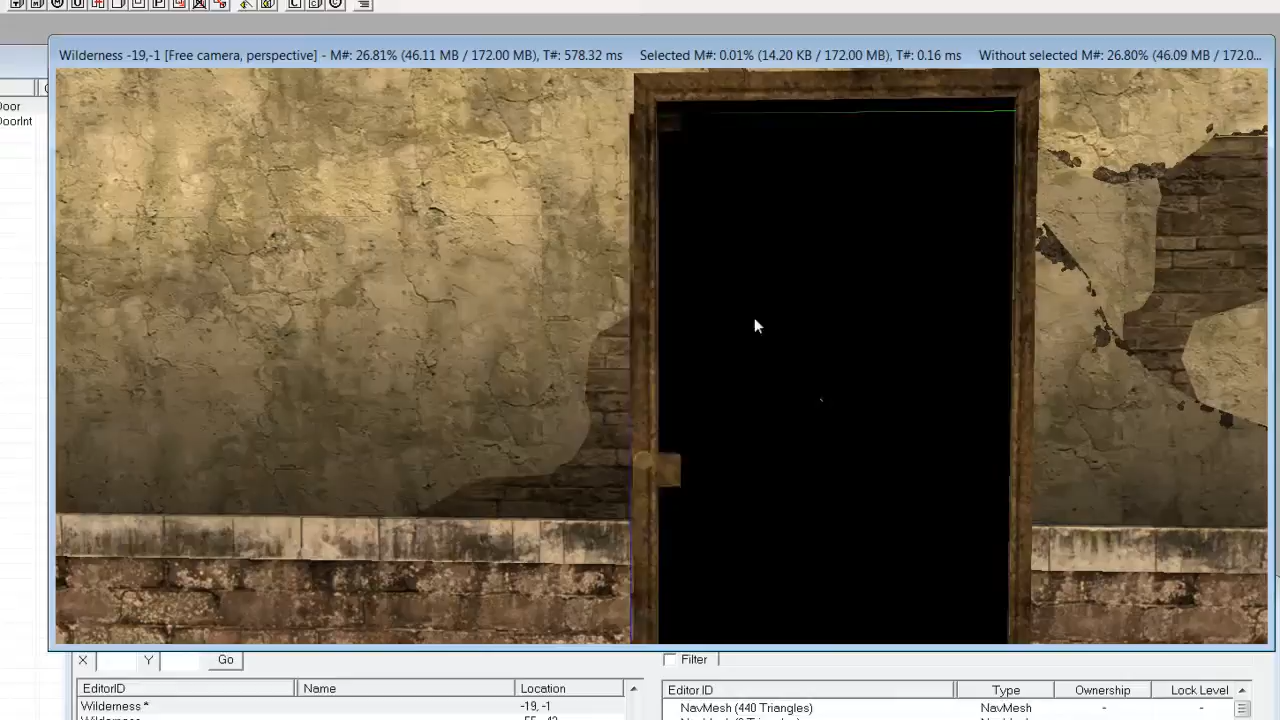 Wilderness -19,-1 [Free camera, perspective] - M#: 26.81% (46.11 MB / 172.00 MB), T#: 578.32 ms Selected M#: 0.01% (14.20 KB / 172.00 MB), T#: 0.16 ms Without selected M#: 26.80% (46.09 MB / 172.0...
X Y Go
Filter
EditorID Name Location
Editor ID Type Ownership Lock Level
Wilderness * -19, -1
NavMesh (440 Triangles) NavMesh - -